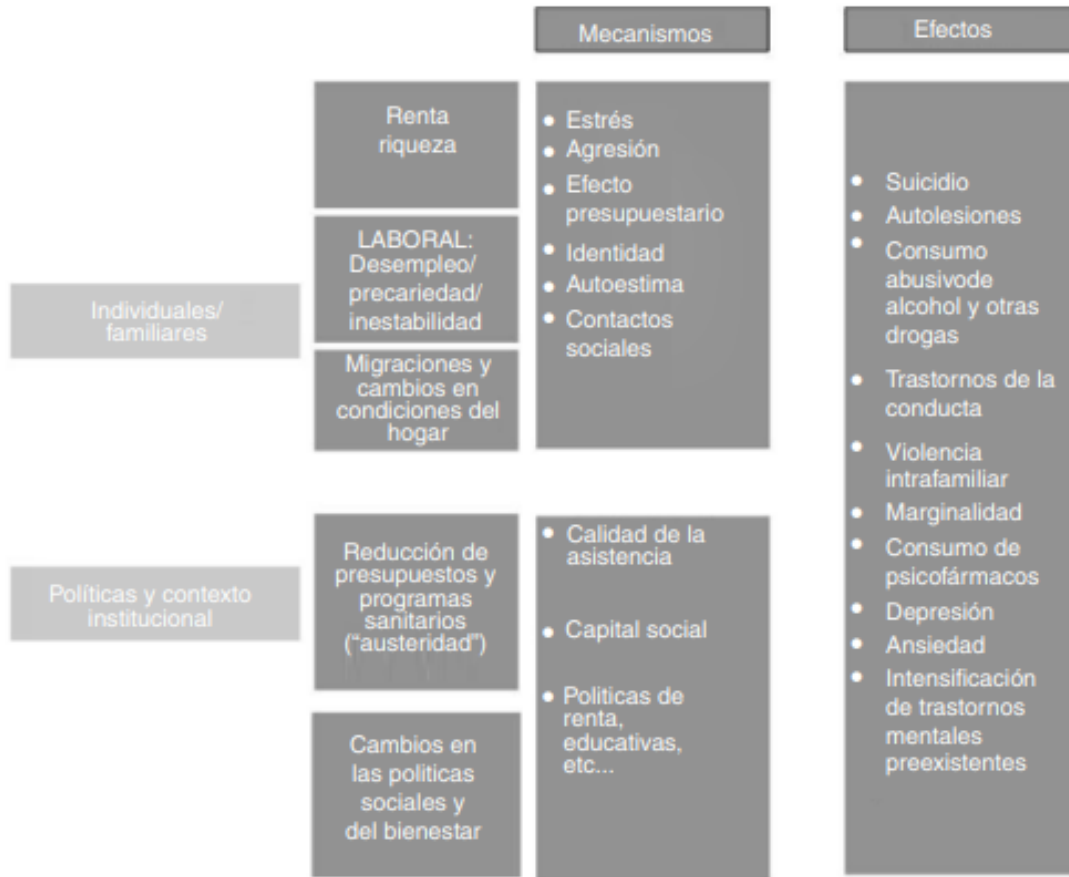 Mecanismos
Efectos
Individuales/
familiares
Renta
riqueza
LABORAL:
Desempleo/
precariedad/
inestabilidad
Migraciones y
cambios en
condiciones del
hogar
• Estrés
• Agresión
• Efecto
presupuestario
• Identidad
• Autoestima
• Contactos
sociales
Políticas y contexto
institucional
Reducción de
presupuestos y
programas
sanitarios
(“austeridad”)
Cambios en
las politicas
sociales y
del bienestar
• Calidad de la
asistencia
• Capital social
• Politicas de
renta,
educativas,
etc...
• Suicidio
• Autolesiones
• Consumo
abusivode
alcohol y otras
drogas
• Trastornos de la
conducta
• Violencia
intrafamiliar
• Marginalidad
• Consumo de
psicofármacos
• Depresión
• Ansiedad
• Intensificación
de trastornos
mentales
preexistentes